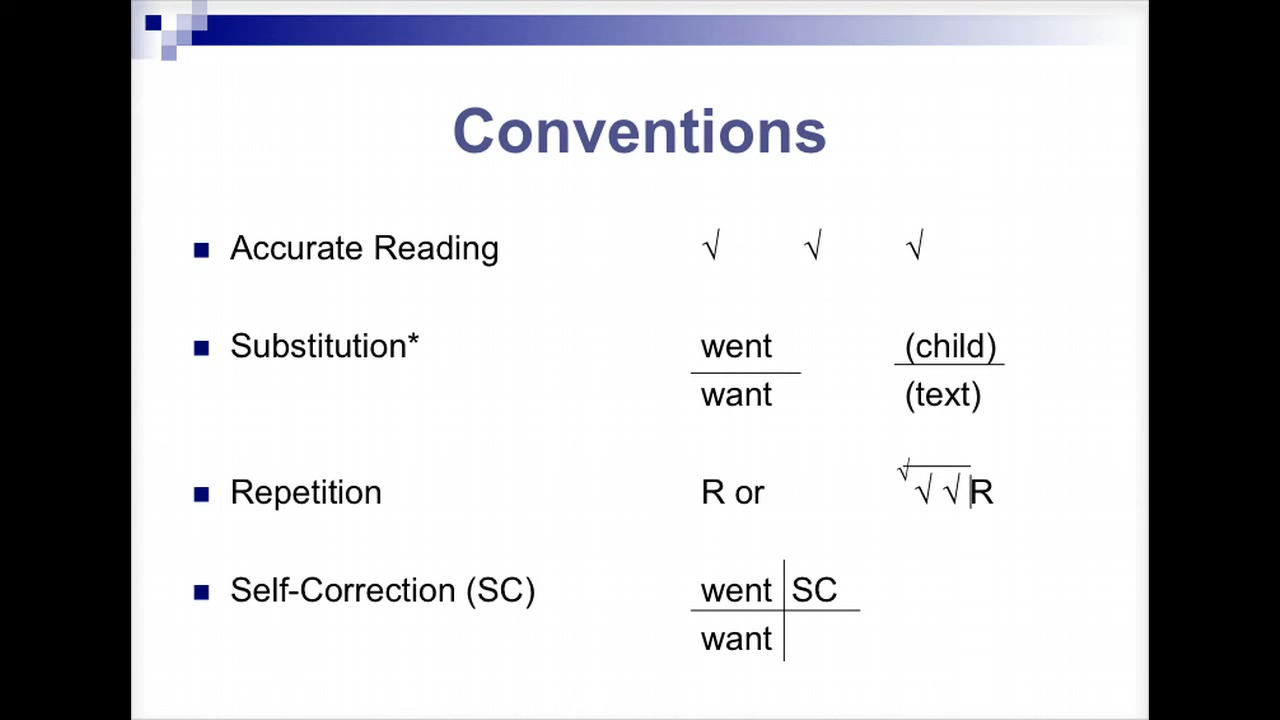 Conventions
Accurate Reading √ √ √
Substitution* went (child)
want (text)
Repetition R or √ √ √ R
Self-Correction (SC) went SC
want